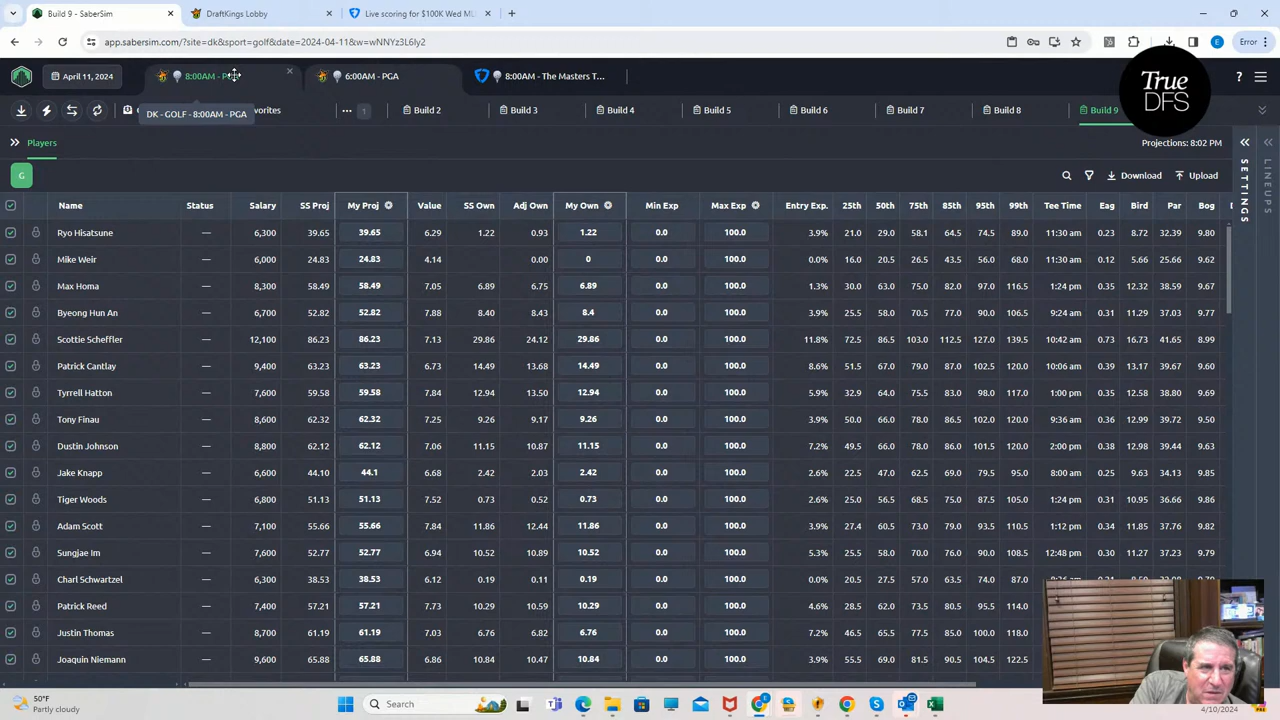 Build 9 - SaberSim
DraftKings Lobby
Live scoring for $100K Wed ML
app.sabersim.com/?site=dk&sport=golf&date=2024-04-11&cw=wNNYz3L6Iy2
Error
April 11, 2024
8:00AM - PGA
6:00AM - PGA
8:00AM - The Masters T...
True
DFS
?
DK - GOLF - 8:00AM - PGA
... 1
Build 2
Build 3
Build 4
Build 5
Build 6
Build 7
Build 8
Build 9
Players
Projections: 8:02 PM
G
Download
Upload
SETTINGS
LINEUPS
Name Status Salary SS Proj My Proj Value SS Own Adj Own My Own Min Exp Max Exp Entry Exp. 25th 50th 75th 85th 95th 99th Tee Time Eag Bird Par Bog
Ryo Hisatsune — 6,300 39.65 39.65 6.29 1.22 0.93 1.22 0.0 100.0 3.9% 21.0 29.0 58.1 64.5 74.5 89.0 11:30 am 0.23 8.72 32.39 9.80
Mike Weir — 6,000 24.83 24.83 4.14 0.00 0 0.0 100.0 0.0% 16.0 20.5 26.5 43.5 56.0 68.0 11:30 am 0.12 5.66 25.66 9.62
Max Homa — 8,300 58.49 58.49 7.05 6.89 6.75 6.89 0.0 100.0 1.3% 30.0 63.0 75.0 82.0 97.0 116.5 1:24 pm 0.35 12.32 38.59 9.67
Byeong Hun An — 6,700 52.82 52.82 7.88 8.40 8.43 8.4 0.0 100.0 3.9% 25.5 58.0 70.5 77.0 90.0 106.5 9:24 am 0.31 11.29 37.03 9.77
Scottie Scheffler — 12,100 86.23 86.23 7.13 29.86 24.12 29.86 0.0 100.0 11.8% 72.5 86.5 103.0 112.5 127.0 139.5 10:42 am 0.53 16.73 41.65 8.99
Patrick Cantlay — 9,400 63.23 63.23 6.73 14.49 13.68 14.49 0.0 100.0 8.6% 51.5 67.0 79.0 87.0 102.5 120.0 10:06 am 0.39 13.17 39.67 9.60
Tyrrell Hatton — 7,600 59.58 59.58 7.84 12.94 13.04 12.94 0.0 100.0 5.9% 32.9 64.0 75.5 83.0 98.0 114.5 1:00 pm 0.35 12.58 38.80 9.60
Tony Finau — 8,700 62.32 62.32 7.16 9.26 9.17 9.26 0.0 100.0 3.9% 50.0 66.0 78.5 87.0 102.0 120.0 9:36 am 0.38 12.99 39.43 9.50
Dustin Johnson — 8,800 62.12 62.12 7.06 11.15 10.87 11.15 0.0 100.0 7.2% 49.5 66.0 78.0 86.0 101.5 120.0 2:00 pm 0.38 12.98 39.44 9.63
Jake Knapp — 6,600 44.10 44.1 6.68 2.42 2.03 2.42 0.0 100.0 2.6% 22.5 47.0 62.5 69.0 79.5 95.0 8:00 am 0.25 9.63 34.13 9.85
Tiger Woods — 6,800 51.13 51.13 7.52 0.73 0.52 0.73 0.0 100.0 2.6% 25.0 56.5 68.5 75.5 87.5 105.0 1:24 pm 0.31 10.95 36.66 9.86
Adam Scott — 7,100 55.66 55.66 7.84 11.86 12.44 11.86 0.0 100.0 3.9% 27.4 60.5 73.0 79.5 93.5 110.5 1:12 pm 0.31 11.85 37.76 9.82
Sungjae Im — 7,600 52.77 52.77 6.94 10.52 10.89 10.52 0.0 100.0 5.3% 25.5 58.0 70.0 76.0 90.0 108.5 12:48 pm 0.30 11.27 37.23 9.79
Charl Schwartzel — 6,300 38.53 38.53 6.12 0.19 0.11 0.19 0.0 100.0 0.0% 20.5 27.5 57.0 63.5 74.0 87.0
Patrick Reed — 7,400 57.21 57.21 7.73 10.29 10.59 10.29 0.0 100.0 4.6% 28.5 62.0 73.5 80.5 95.5 114.0
Justin Thomas — 8,700 61.19 61.19 7.03 6.76 6.82 6.76 0.0 100.0 7.2% 46.5 65.5 77.5 85.0 100.0 118.0
Joaquin Niemann — 9,600 65.88 65.88 6.86 10.84 10.47 10.84 0.0 100.0 3.9% 55.5 69.0 81.5 90.5 104.5 122.5
50°F
Partly cloudy
Search
4/10/2024